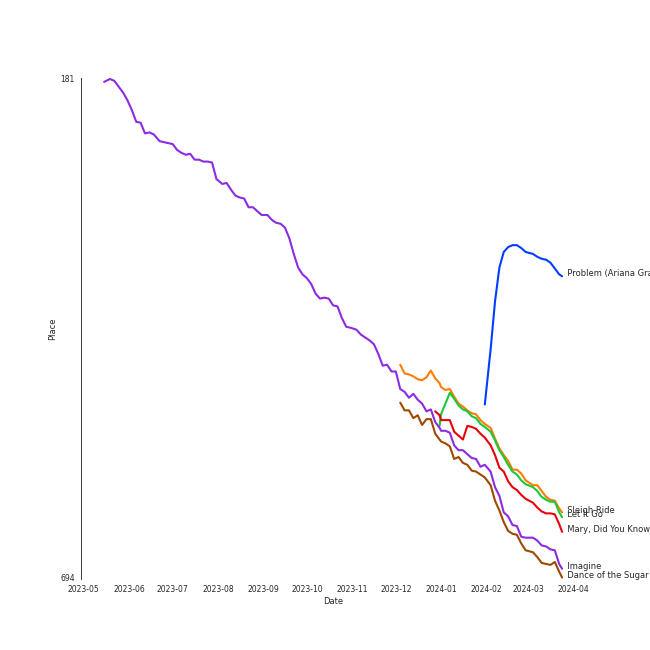 181
Problem (Ariana Gra
Place
Sleigh Ride
Let It Go
Mary, Did You Know
Imagine
Dance of the Sugar
694
2023-05 2023-06 2023-07 2023-08 2023-09 2023-10 2023-11 2023-12 2024-01 2024-02 2024-03 2024-04
Date